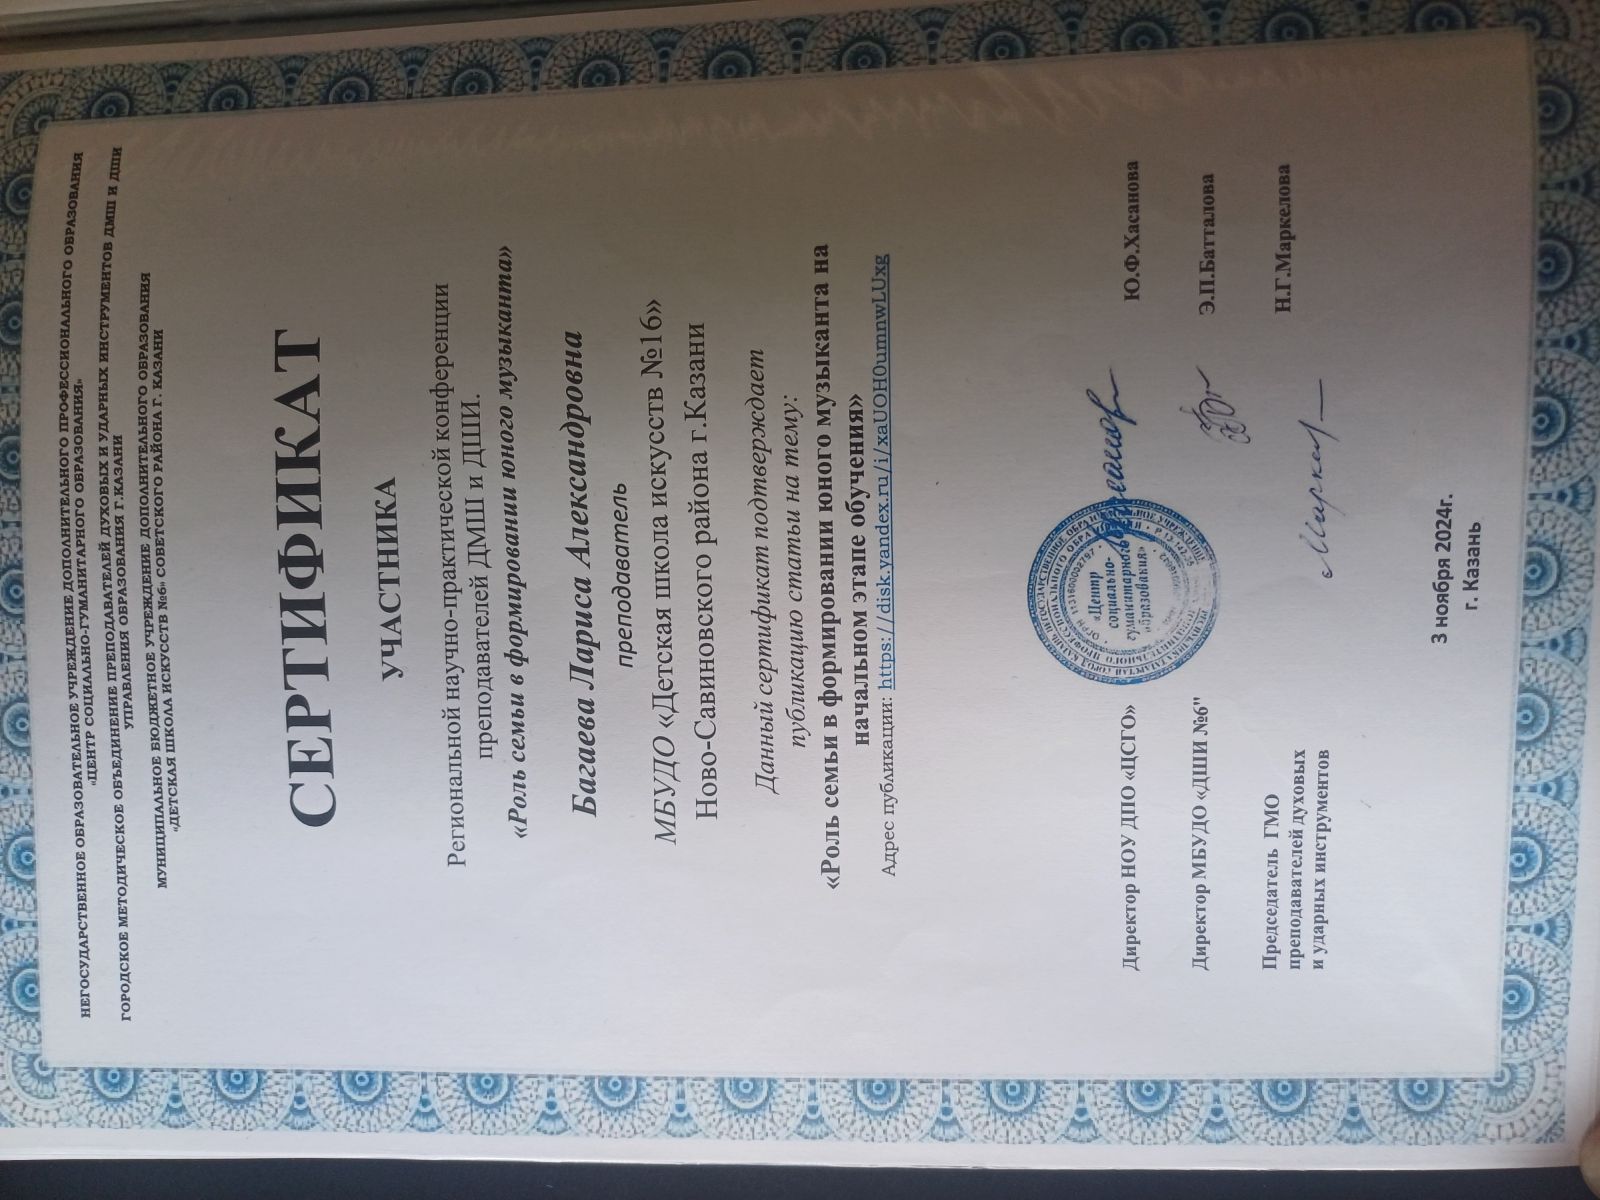 НЕГОСУДАРСТВЕННОЕ ОБРАЗОВАТЕЛЬНОЕ УЧРЕЖДЕНИЕ ДОПОЛНИТЕЛЬНОГО ПРОФЕССИОНАЛЬНОГО ОБРАЗОВАНИЯ
«ЦЕНТР СОЦИАЛЬНО-ГУМАНИТАРНОГО ОБРАЗОВАНИЯ»
ГОРОДСКОЕ МЕТОДИЧЕСКОЕ ОБЪЕДИНЕНИЕ ПРЕПОДАВАТЕЛЕЙ ДУХОВЫХ И УДАРНЫХ ИНСТРУМЕНТОВ ДМШ И ДШИ
УПРАВЛЕНИЯ ОБРАЗОВАНИЯ Г.КАЗАНИ
МУНИЦИПАЛЬНОЕ БЮДЖЕТНОЕ УЧРЕЖДЕНИЕ ДОПОЛНИТЕЛЬНОГО ОБРАЗОВАНИЯ
«ДЕТСКАЯ ШКОЛА ИСКУССТВ №6» СОВЕТСКОГО РАЙОНА Г. КАЗАНИ
СЕРТИФИКАТ
УЧАСТНИКА
Региональной научно-практической конференции
преподавателей ДМШ и ДШИ.
«Роль семьи в формировании юного музыканта»
Багаева Лариса Александровна
преподаватель
МБУДО «Детская школа искусств №16»
Ново-Савиновского района г.Казани
Данный сертификат подтверждает
публикацию статьи на тему:
«Роль семьи в формировании юного музыканта на
начальном этапе обучения»
Адрес публикации: https://disk.yandex.ru/i/xaUOH0umnwLUxg
Директор НОУ ДПО «ЦСГО» Ю.Ф.Хасанова
«Центр
социально-
гуманитарного
образования»
Директор МБУДО «ДШИ №6" Э.П.Батталова
Председатель ГМО Н.Г.Маркелова
преподавателей духовых
и ударных инструментов
3 ноября 2024г.
г. Казань